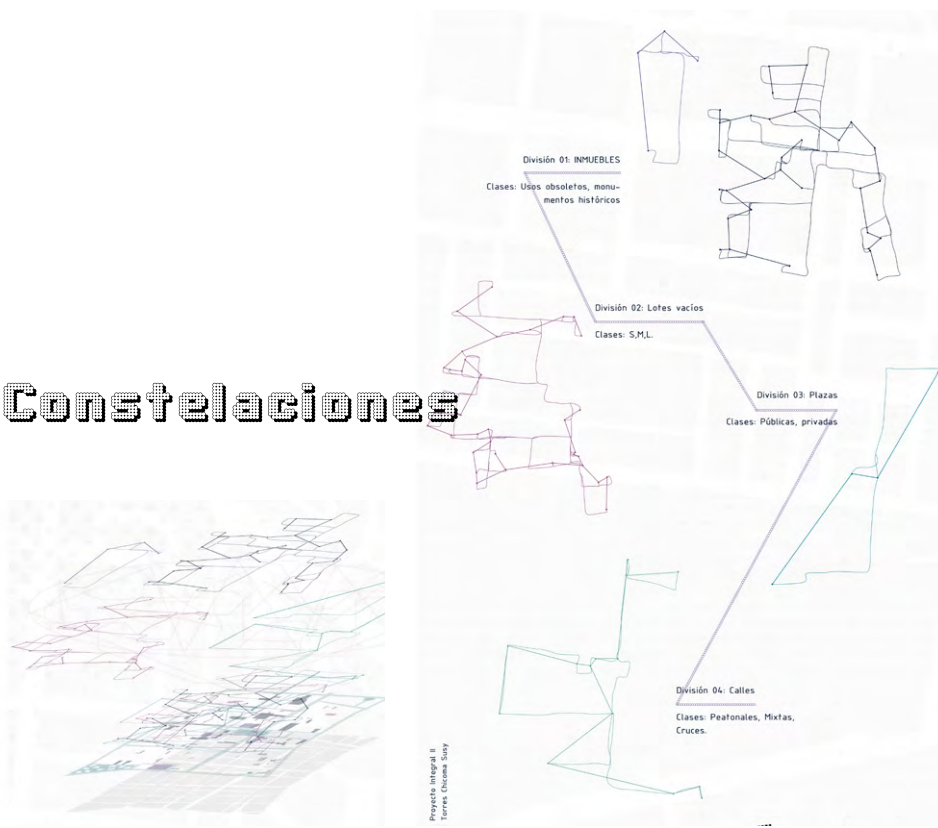 División 01: INMUEBLES
Clases: Usos obsoletos, monu-
mentos históricos
División 02: Lotes vacíos
Clases: S,M,L.
División 03: Plazas
Clases: Públicas, privadas
Constelaciones
División 04: Calles
Clases: Peatonales, Mixtas,
Cruces.
Proyecto Integral II
Torres Chicoma Susy